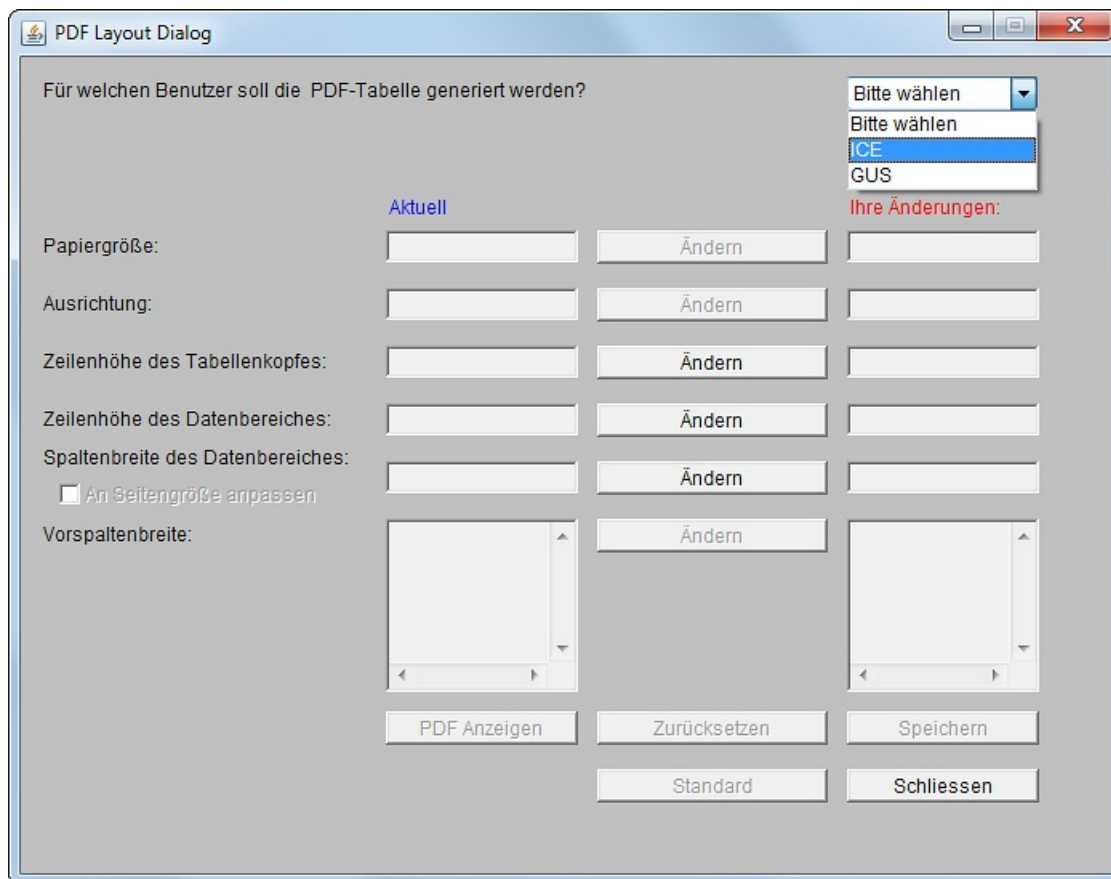 PDF Layout Dialog
Für welchen Benutzer soll die PDF-Tabelle generiert werden?
Bitte wählen
Bitte wählen
ICE
GUS
Aktuell
Ihre Änderungen:
Papiergröße:
Ändern
Ausrichtung:
Ändern
Zeilenhöhe des Tabellenkopfes:
Ändern
Zeilenhöhe des Datenbereiches:
Ändern
Spaltenbreite des Datenbereiches:
Ändern
An Seitengröße anpassen
Vorspaltenbreite:
Ändern
PDF Anzeigen
Zurücksetzen
Speichern
Standard
Schliessen